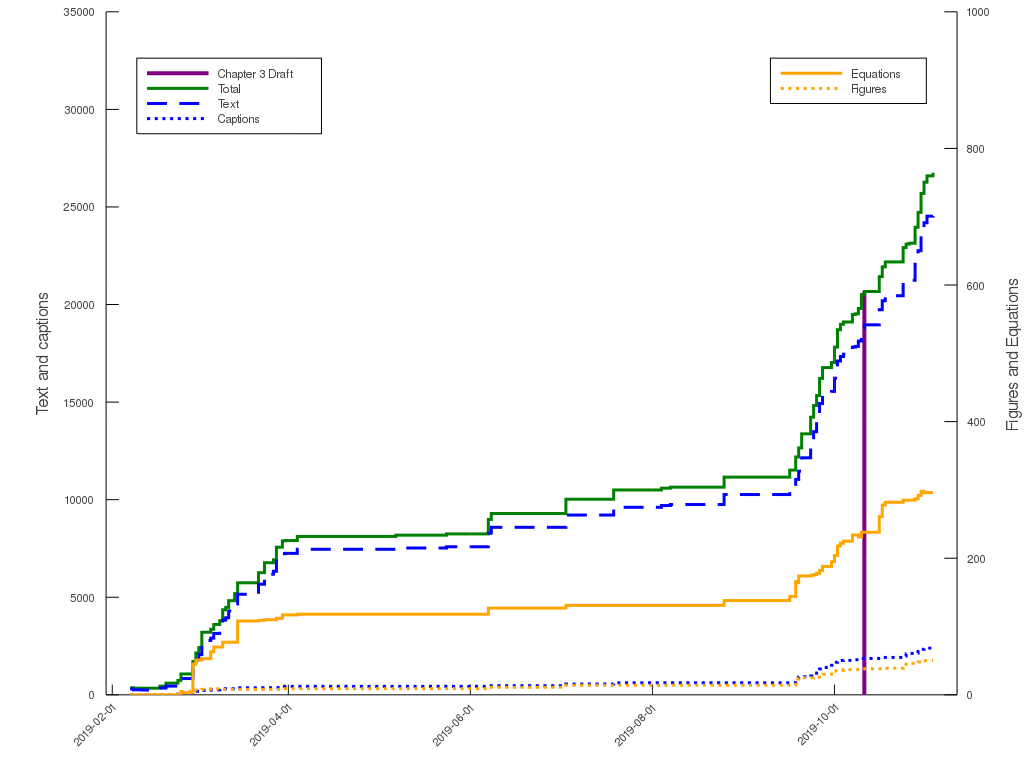 35000
30000
25000
20000
15000
10000
5000
0
1000
800
600
400
200
0
Text and captions
Figures and Equations
Chapter 3 Draft
Total
Text
Captions
Equations
Figures
2019-02-01
2019-04-01
2019-06-01
2019-08-01
2019-10-01